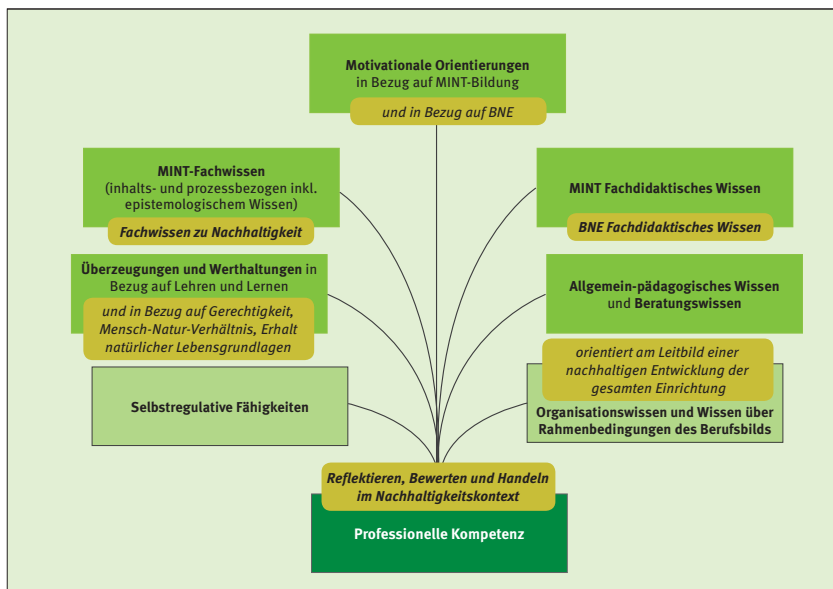 Motivationale Orientierungen
in Bezug auf MINT-Bildung
und in Bezug auf BNE
MINT-Fachwissen
(inhalts- und prozessbezogen inkl.
epistemologischem Wissen)
Fachwissen zu Nachhaltigkeit
MINT Fachdidaktisches Wissen
BNE Fachdidaktisches Wissen
Überzeugungen und Werthaltungen in
Bezug auf Lehren und Lernen
und in Bezug auf Gerechtigkeit,
Mensch-Natur-Verhältnis, Erhalt
natürlicher Lebensgrundlagen
Allgemein-pädagogisches Wissen
und Beratungswissen
orientiert am Leitbild einer
nachhaltigen Entwicklung der
gesamten Einrichtung
Selbstregulative Fähigkeiten
Organisationswissen und Wissen über
Rahmenbedingungen des Berufsbilds
Reflektieren, Bewerten und Handeln
im Nachhaltigkeitskontext
Professionelle Kompetenz